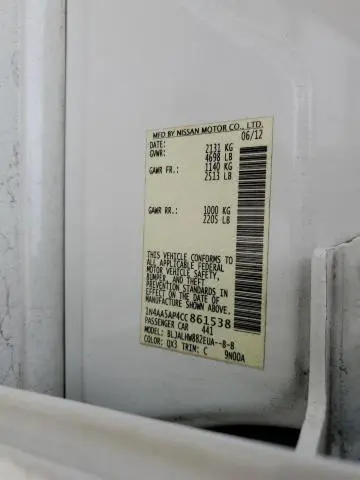 MFD BY NISSAN MOTOR CO., LTD.
DATE: 06/12
GVWR: 2131 KG
4698 LB
GAWR FR.: 1140 KG
2513 LB
GAWR RR.: 1000 KG
2205 LB
THIS VEHICLE CONFORMS TO
ALL APPLICABLE FEDERAL
MOTOR VEHICLE SAFETY,
BUMPER, AND THEFT
PREVENTION STANDARDS IN
EFFECT ON THE DATE OF
MANUFACTURE SHOWN ABOVE.
1N4AA5AP4CC861538
PASSENGER CAR 441
MODEL: BLJALHW882EUA--B-B
COLOR: QX3 TRIM: C 9N00A